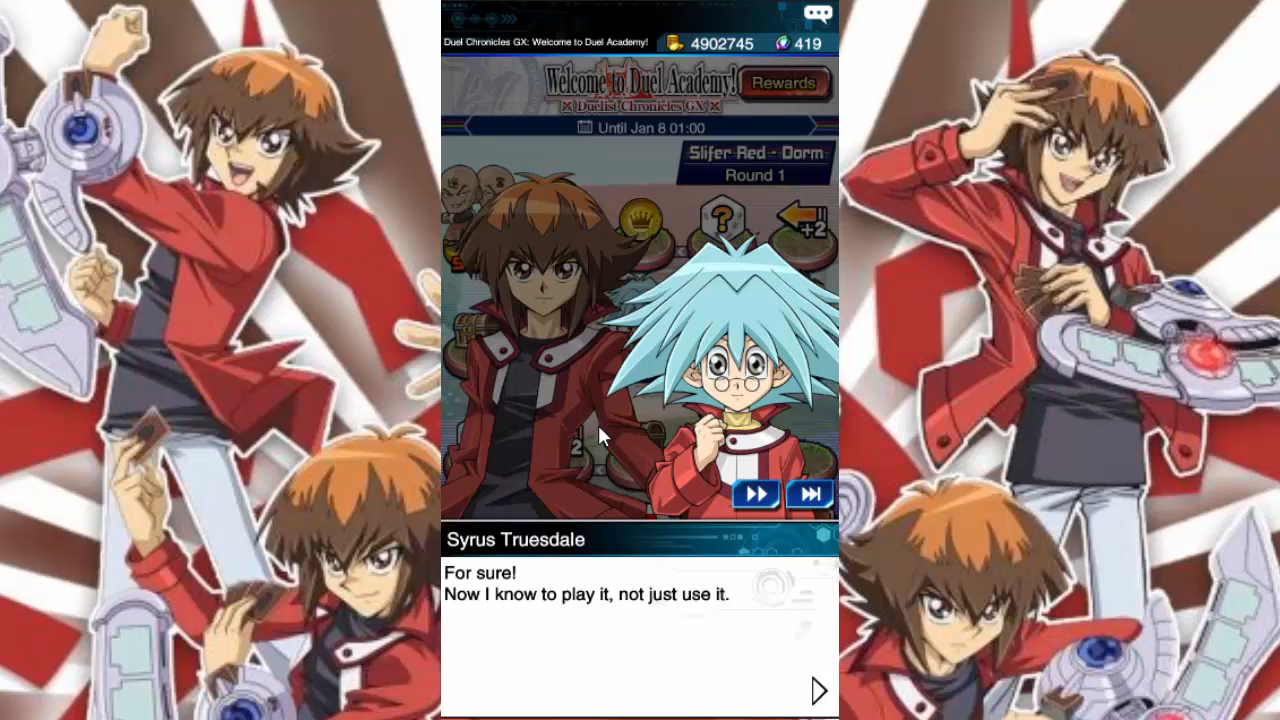 Duel Chronicles GX: Welcome to Duel Academy!
4902745
419
Welcome to Duel Academy!
Duelist Chronicles GX
Rewards
Until Jan 8 01:00
Slifer Red - Dorm
Round 1
?
+2
2
Syrus Truesdale
For sure!
Now I know to play it, not just use it.